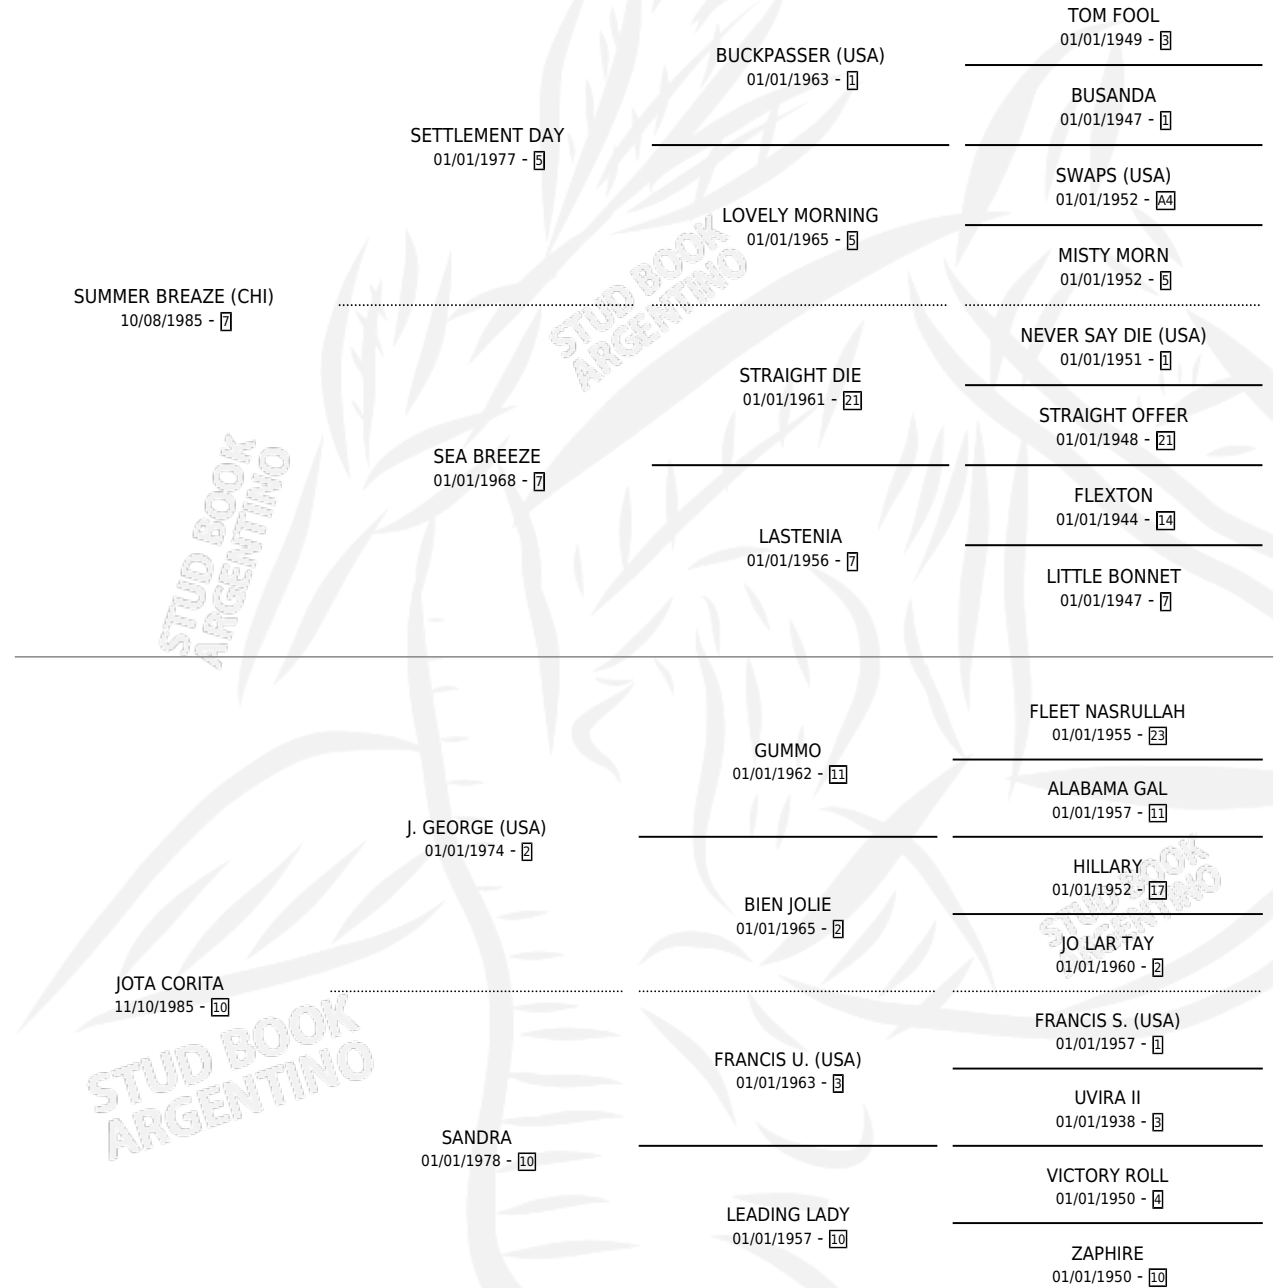 TOM FOOL
01/01/1949 - 3
BUCKPASSER (USA)
01/01/1963 - 1
BUSANDA
01/01/1947 - 1
SETTLEMENT DAY
01/01/1977 - 5
SWAPS (USA)
01/01/1952 - A4
LOVELY MORNING
01/01/1965 - 5
MISTY MORN
01/01/1952 - 5
SUMMER BREAZE (CHI)
10/08/1985 - 7
STUD BOOK
ARGENTINO
NEVER SAY DIE (USA)
01/01/1951 - 1
STRAIGHT DIE
01/01/1961 - 21
STRAIGHT OFFER
01/01/1948 - 21
SEA BREEZE
01/01/1968 - 7
FLEXTON
01/01/1944 - 14
LASTENIA
01/01/1956 - 7
LITTLE BONNET
01/01/1947 - 7
STUD BOOK
ARGENTINO
FLEET NASRULLAH
01/01/1955 - 23
GUMMO
01/01/1962 - 11
ALABAMA GAL
01/01/1957 - 11
J. GEORGE (USA)
01/01/1974 - 2
HILLARY
01/01/1952 - 17
BIEN JOLIE
01/01/1965 - 2
STUD BOOK
ARGENTINO
JO LAR TAY
01/01/1960 - 2
JOTA CORITA
11/10/1985 - 10
FRANCIS S. (USA)
01/01/1957 - 1
FRANCIS U. (USA)
01/01/1963 - 3
STUD BOOK
ARGENTINO
UVIRA II
01/01/1938 - 3
SANDRA
01/01/1978 - 10
VICTORY ROLL
01/01/1950 - 4
LEADING LADY
01/01/1957 - 10
ZAPHIRE
01/01/1950 - 10